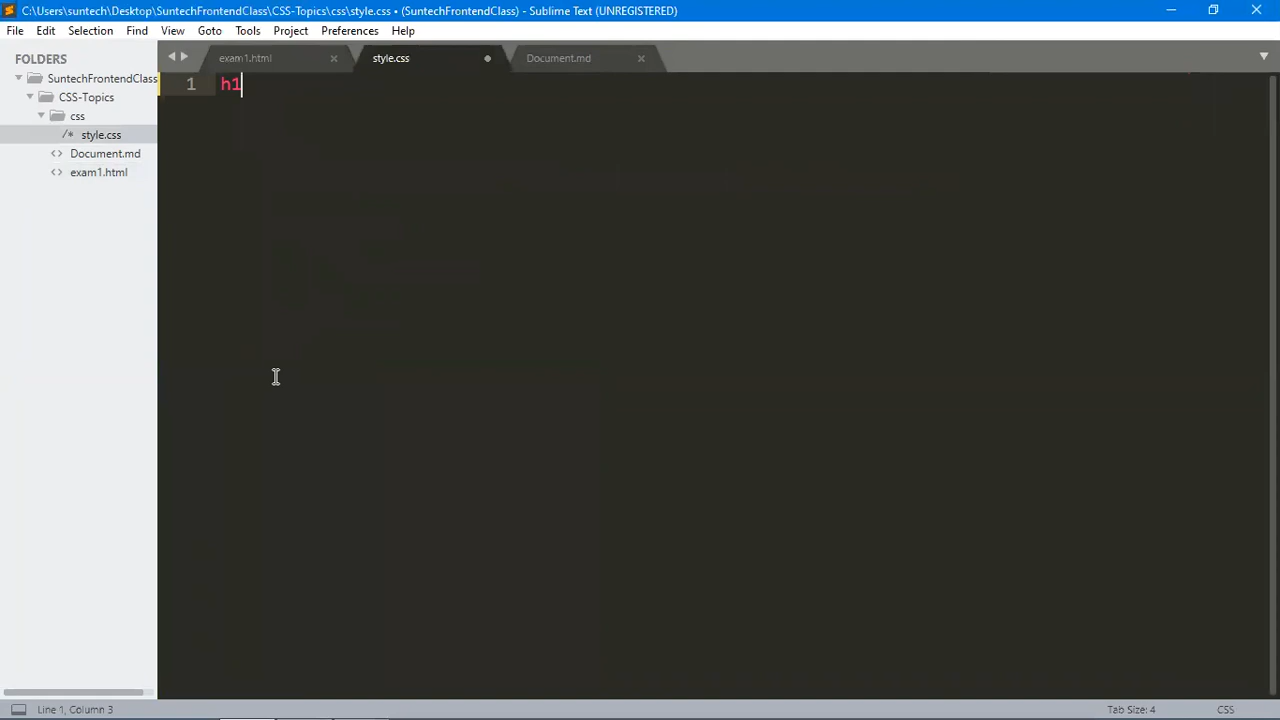 C:\Users\suntech\Desktop\SuntechFrontendClass\CSS-Topics\css\style.css • (SuntechFrontendClass) - Sublime Text (UNREGISTERED)
File Edit Selection Find View Goto Tools Project Preferences Help
FOLDERS
SuntechFrontendClass
CSS-Topics
css
/* style.css
<> Document.md
<> exam1.html
exam1.html × style.css • Document.md ×
1 h1
Line 1, Column 3 Tab Size: 4 CSS